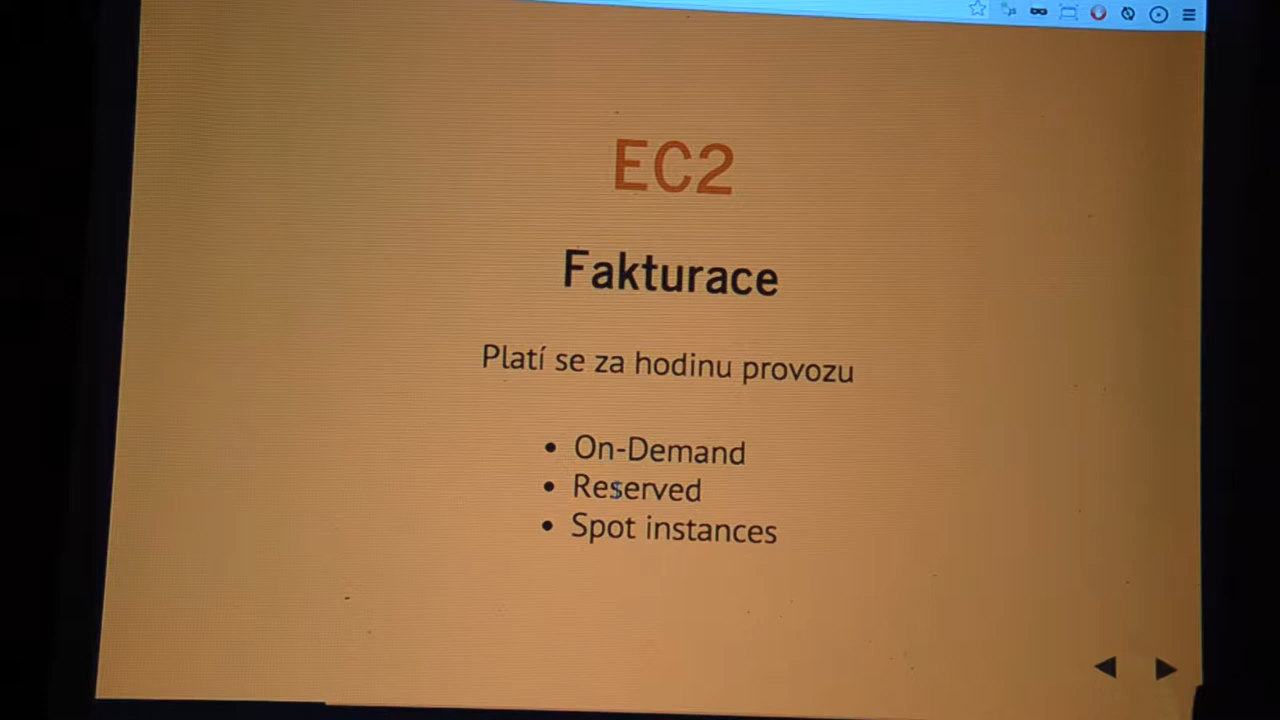 EC2
Fakturace
Platí se za hodinu provozu
On-Demand
Reserved
Spot instances